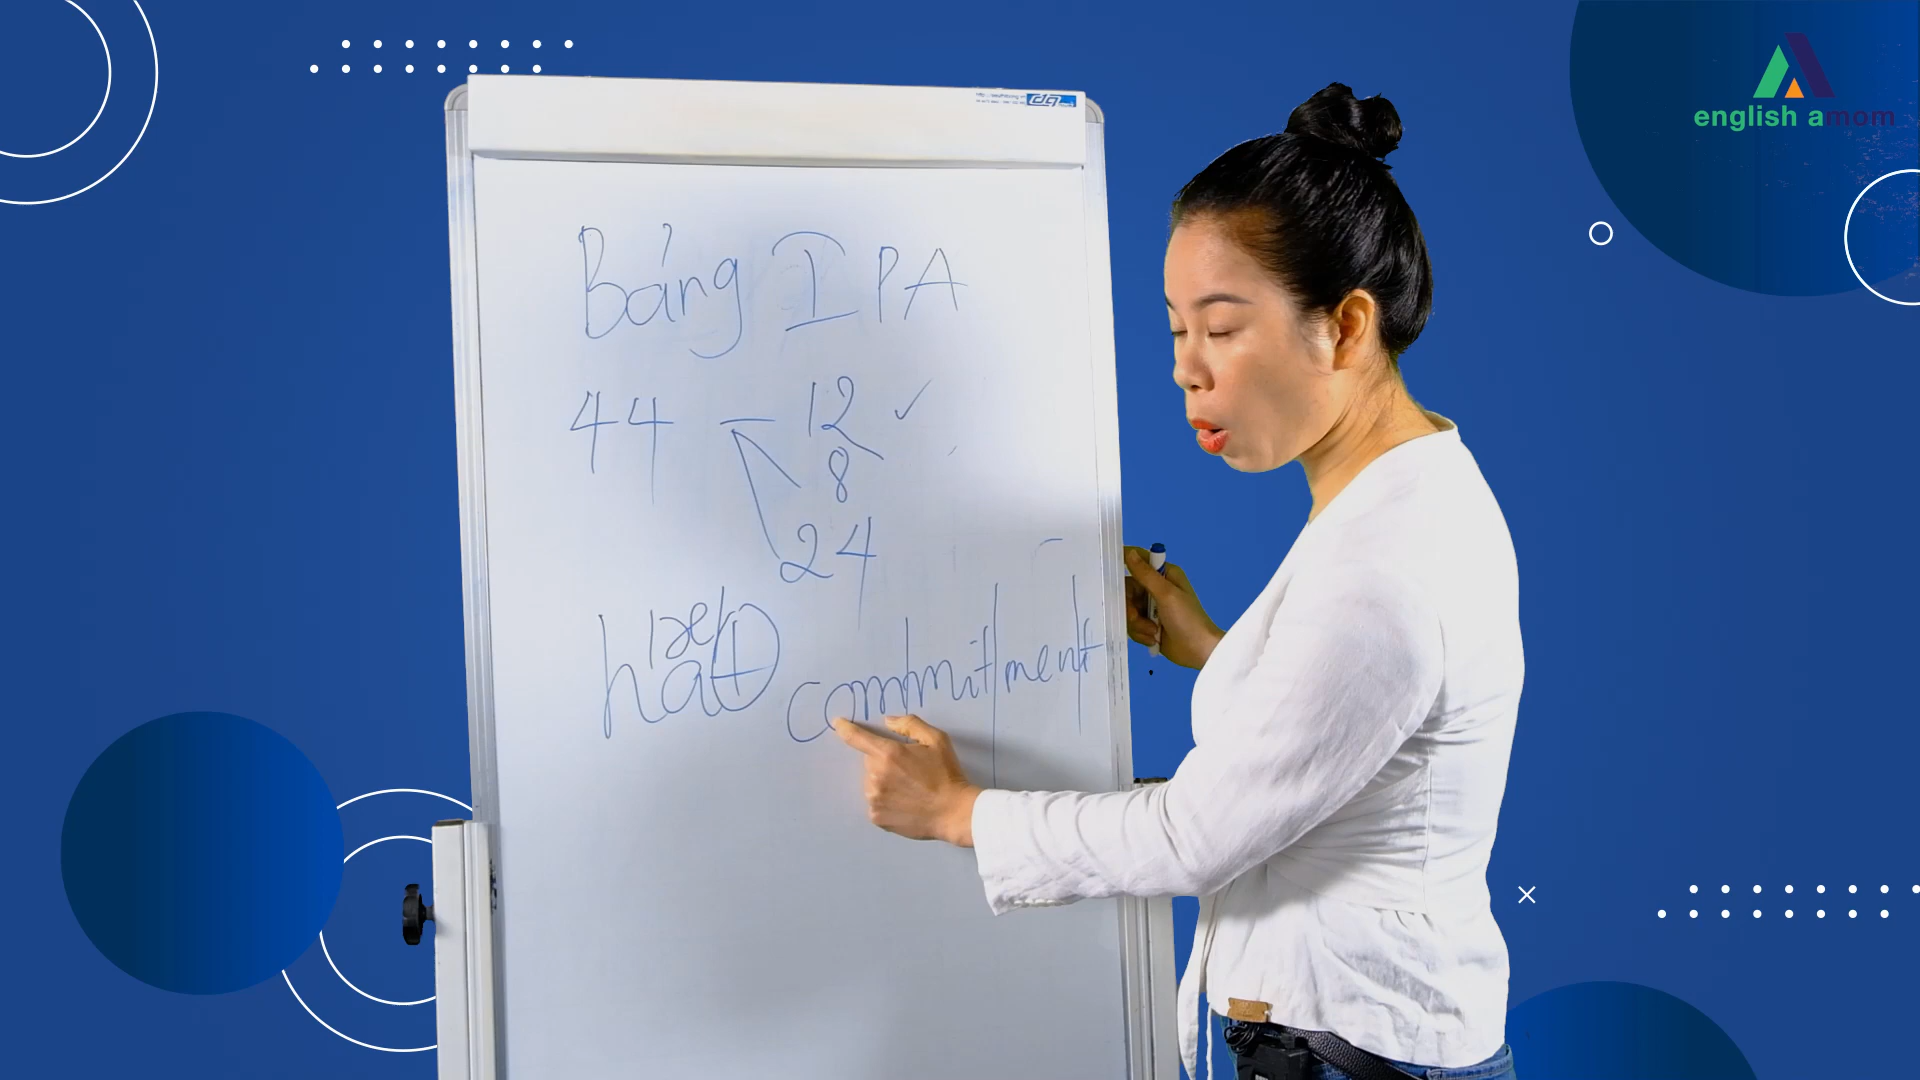 Bảng IPA
44 12 ✓
8
24
hat commitment
english amom